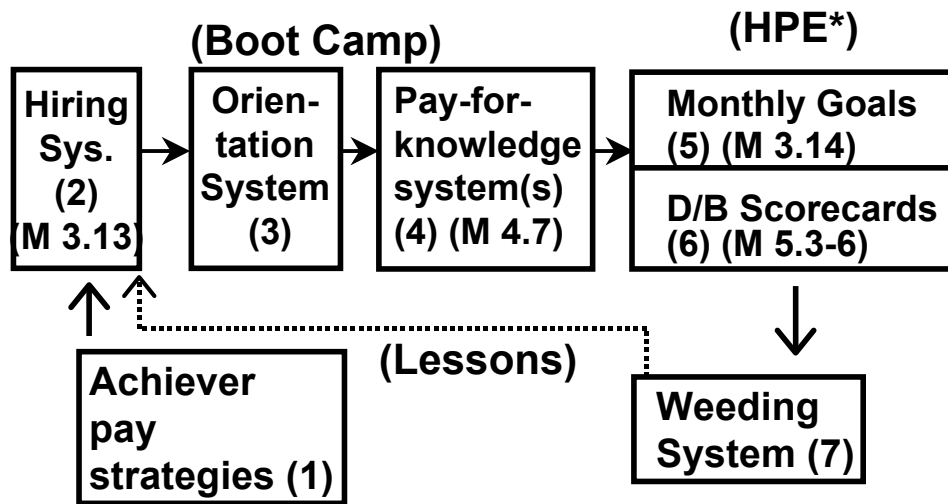 (Boot Camp)
(HPE*)
Hiring
Sys.
(2)
(M 3.13)
Orien-
tation
System
(3)
Pay-for-
knowledge
system(s)
(4) (M 4.7)
Monthly Goals
(5) (M 3.14)
D/B Scorecards
(6) (M 5.3-6)
(Lessons)
Achiever
pay
strategies (1)
Weeding
System (7)